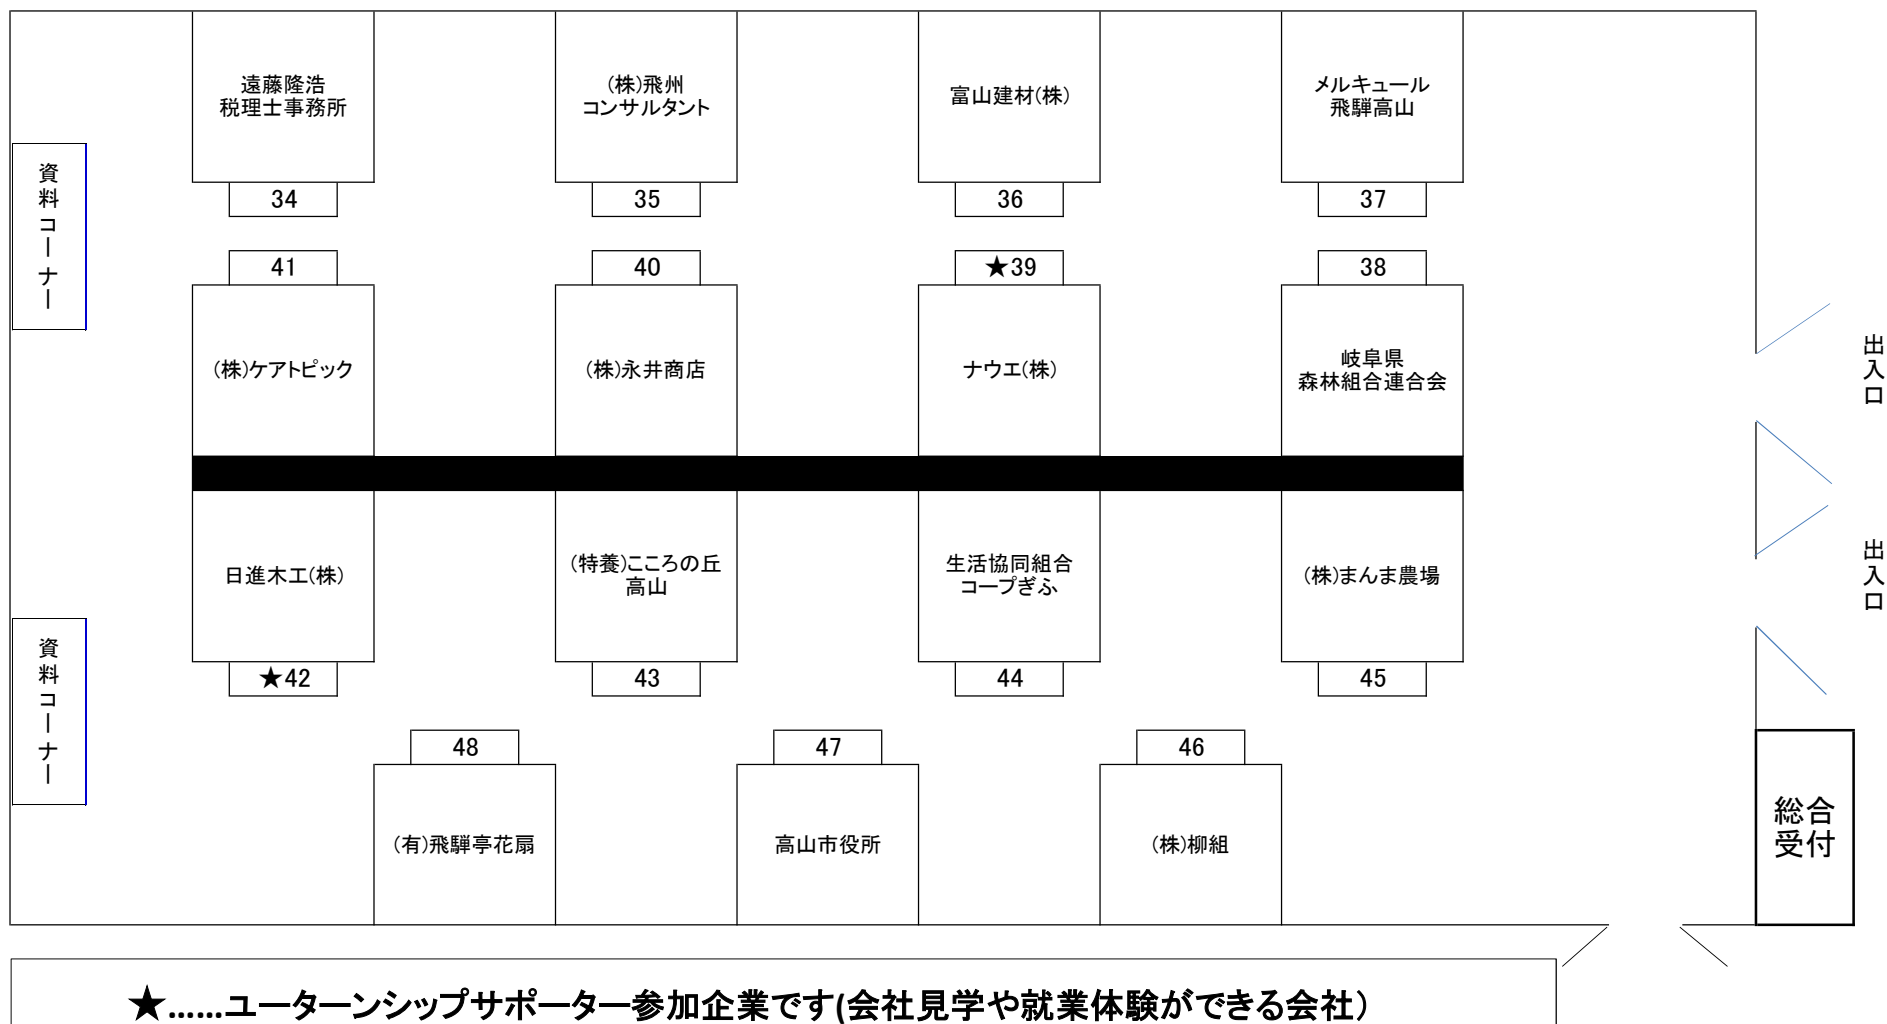 遠藤隆浩
税理士事務所
(株)飛州
コンサルタント
富山建材(株)
メルキュール
飛騨高山
34
35
36
37
資料コーナー
41
40
★39
38
(株)ケアトピック
(株)永井商店
ナウエ(株)
岐阜県
森林組合連合会
出入口
日進木工(株)
(特養)こころの丘
高山
生活協同組合
コープぎふ
(株)まんま農場
出入口
★42
43
44
45
資料コーナー
48
47
46
(有)飛騨亭花扇
高山市役所
(株)柳組
総合
受付
★……ユーターンシップサポーター参加企業です(会社見学や就業体験ができる会社)